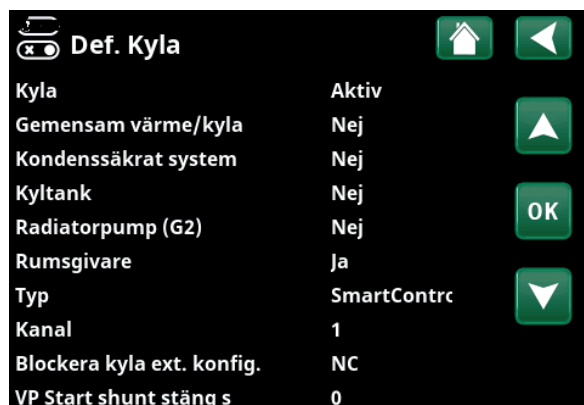 Def. Kyla
Kyla Aktiv
Gemensam värme/kyla Nej
Kondenssäkrat system Nej
Kyltank Nej
Radiatorpump (G2) Nej
OK
Rumsgivare Ja
Typ SmartContrc
Kanal 1
Blockera kyla ext. konfig. NC
VP Start shunt stäng s 0